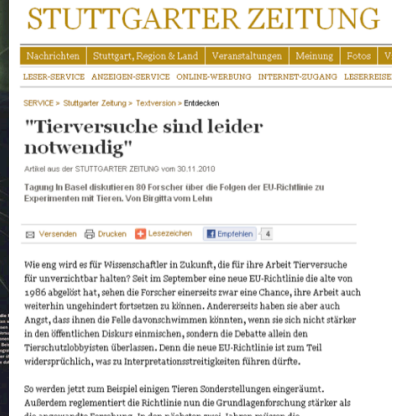 STUTTGARTER ZEITUNG
Nachrichten Stuttgart, Region & Land Veranstaltungen Meinung Fotos V
LESER-SERVICE ANZEIGEN-SERVICE ONLINE-WERBUNG INTERNET-ZUGANG LESERREISE
SERVICE » Stuttgarter Zeitung » Textversion » Entdecken
"Tierversuche sind leider
notwendig"
Artikel aus der STUTTGARTER ZEITUNG vom 30.11.2010
Tagung In Basel diskutieren 80 Forscher über die Folgen der EU-Richtlinie zu
Experimenten mit Tieren. Von Birgitta vom Lehn
Versenden Drucken Lesezeichen Empfehlen 4
Wie eng wird es für Wissenschaftler in Zukunft, die für ihre Arbeit Tierversuche
für unverzichtbar halten? Seit im September eine neue EU-Richtlinie die alte von
1986 abgelöst hat, sehen die Forscher einerseits zwar eine Chance, ihre Arbeit auch
weiterhin ungehindert fortsetzen zu können. Andererseits haben sie aber auch
Angst, dass ihnen die Felle davonschwimmen könnten, wenn sie sich nicht stärker
in den öffentlichen Diskurs einmischen, sondern die Debatte allein den
Tierschutzlobbyisten überlassen. Denn die neue EU-Richtlinie ist zum Teil
widersprüchlich, was zu Interpretationsstreitigkeiten führen dürfte.
So werden jetzt zum Beispiel einigen Tieren Sonderstellungen eingeräumt.
Außerdem reglementiert die Richtlinie nun die Grundlagenforschung stärker als